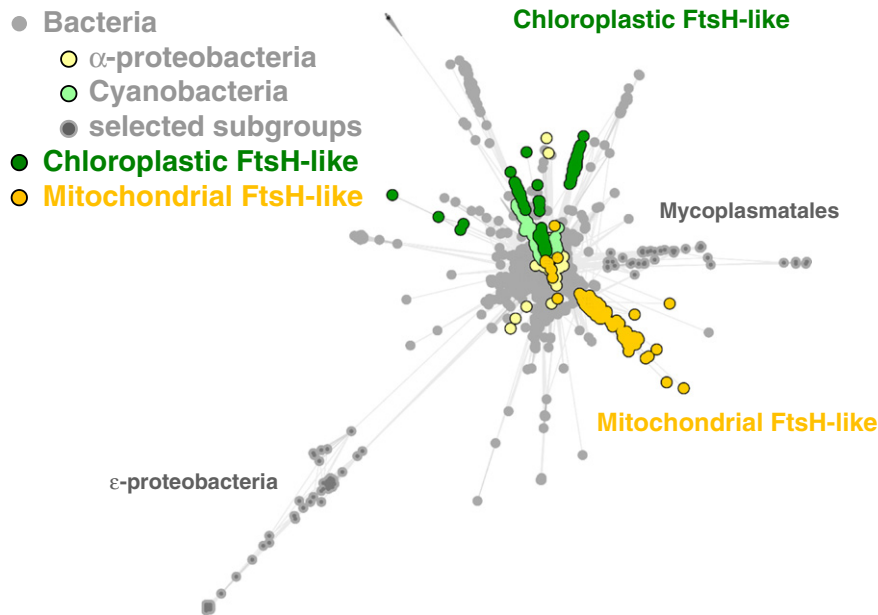 Bacteria
α-proteobacteria
Cyanobacteria
selected subgroups
Chloroplastic FtsH-like
Mitochondrial FtsH-like
Chloroplastic FtsH-like
Mycoplasmatales
Mitochondrial FtsH-like
ε-proteobacteria